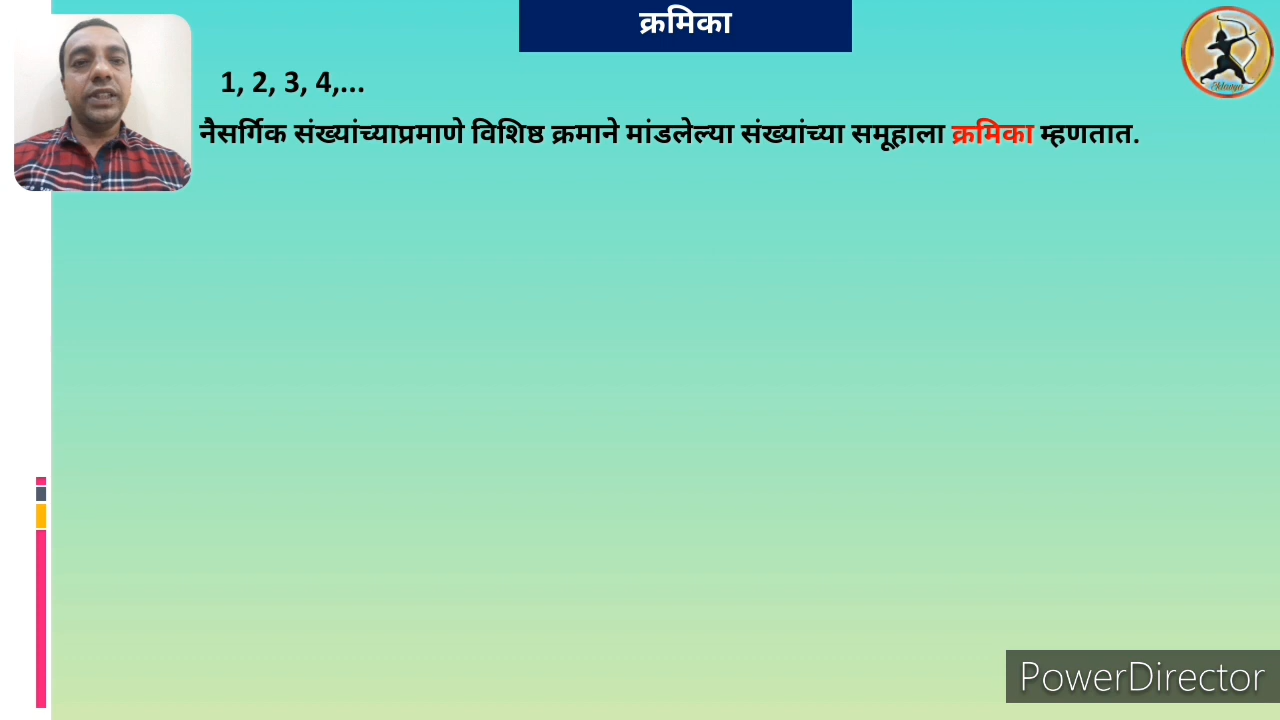 क्रमिका
1, 2, 3, 4,...
नैसर्गिक संख्यांच्याप्रमाणे विशिष्ठ क्रमाने मांडलेल्या संख्यांच्या समूहाला क्रमिका म्हणतात.
PowerDirector